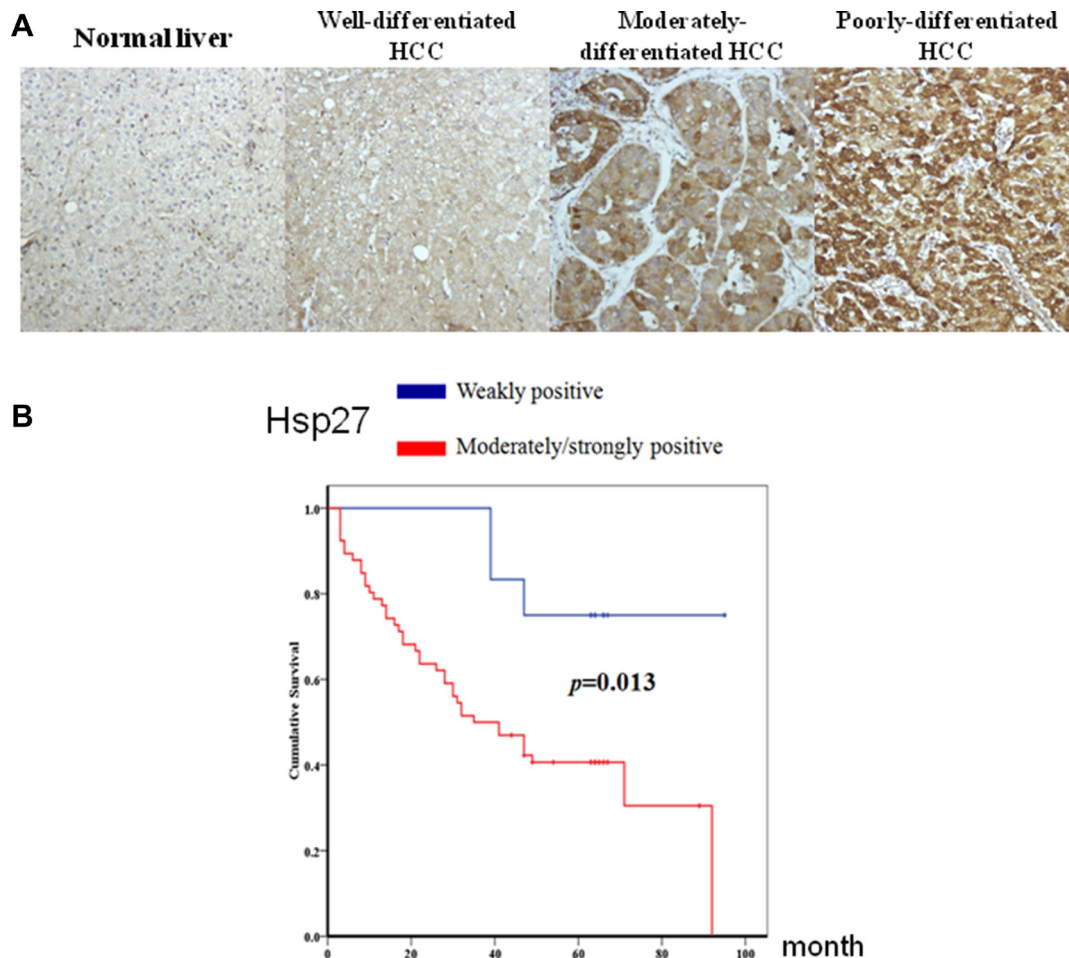 A
Normal liver
Well-differentiated
HCC
Moderately-
differentiated HCC
Poorly-differentiated
HCC
B
Hsp27
Weakly positive
Moderately/strongly positive
1.0
0.8
0.6
0.4
0.2
0.0
Cumulative Survival
p=0.013
0
20
40
60
80
100
month